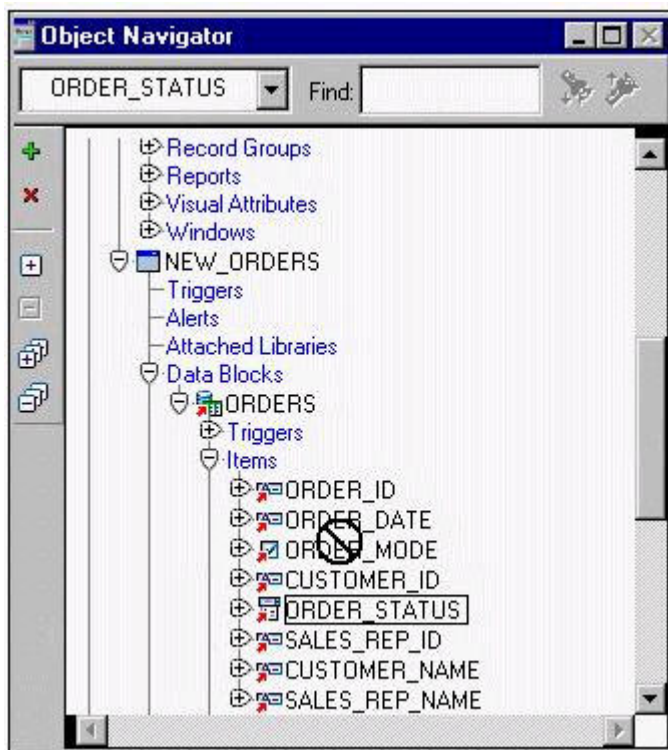 Object Navigator
ORDER_STATUS Find:
Record Groups
Reports
Visual Attributes
Windows
NEW_ORDERS
Triggers
Alerts
Attached Libraries
Data Blocks
ORDERS
Triggers
Items
ORDER_ID
ORDER_DATE
ORDER_MODE
CUSTOMER_ID
ORDER_STATUS
SALES_REP_ID
CUSTOMER_NAME
SALES_REP_NAME